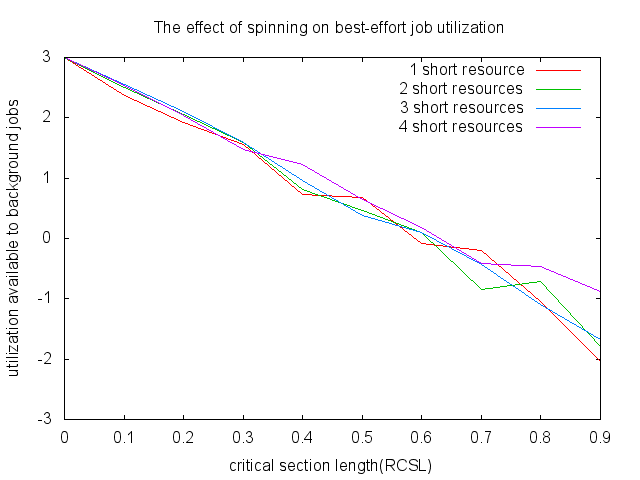 The effect of spinning on best-effort job utilization
1 short resource
2 short resources
3 short resources
4 short resources
utilization available to background jobs
3
2
1
0
-1
-2
-3
0 0.1 0.2 0.3 0.4 0.5 0.6 0.7 0.8 0.9
critical section length(RCSL)